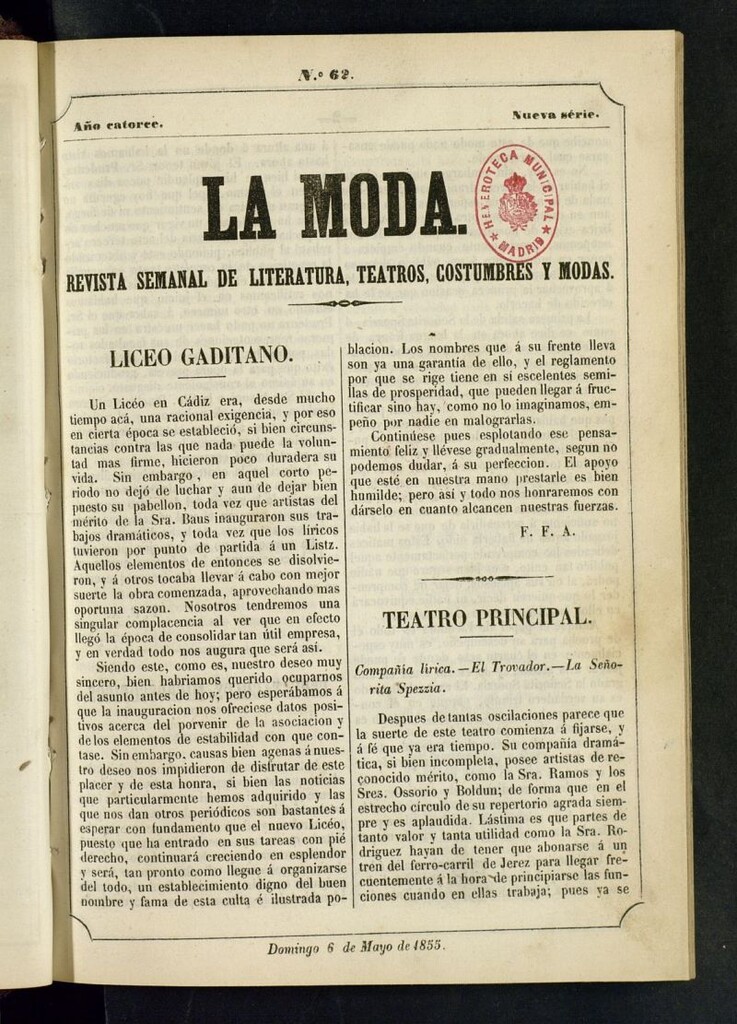 N.º 62.
Año catorce.
Nueva série.
LA MODA.
HEMEROTECA MUNICIPAL
MADRID
REVISTA SEMANAL DE LITERATURA, TEATROS, COSTUMBRES Y MODAS.
LICEO GADITANO.
Un Licéo en Cádiz era, desde mucho
tiempo acá, una racional exigencia, y por eso
en cierta época se estableció, si bien circuns-
tancias contra las que nada puede la volun-
tad mas firme, hicieron poco duradera su
vida. Sin embargo, en aquel corto pe-
riodo no dejó de luchar y aun de dejar bien
puesto su pabellon, toda vez que artistas del
mérito de la Sra. Baus inauguraron sus tra-
bajos dramáticos, y toda vez que los líricos
tuvieron por punto de partida á un Listz.
Aquellos elementos de entonces se disolvie-
ron, y á otros tocaba llevar á cabo con mejor
suerte la obra comenzada, aprovechando mas
oportuna sazon. Nosotros tendremos una
singular complacencia al ver que en efecto
llegó la época de consolidar tan útil empresa,
y en verdad todo nos augura que será así.
Siendo este, como es, nuestro deseo muy
sincero, bien habriamos querido ocuparnos
del asunto antes de hoy; pero esperábamos á
que la inauguracion nos ofreciese datos posi-
tivos acerca del porvenir de la asociacion y
de los elementos de estabilidad con que con-
tase. Sin embargo, causas bien agenas á nues-
tro deseo nos impidieron de disfrutar de este
placer y de esta honra, si bien las noticias
que particularmente hemos adquirido y las
que nos dan otros periódicos son bastantes á
esperar con fundamento que el nuevo Licéo,
puesto que ha entrado en sus tareas con pié
derecho, continuará creciendo en esplendor
y será, tan pronto como llegue á organizarse
del todo, un establecimiento digno del buen
nombre y fama de esta culta é ilustrada po-
blacion. Los nombres que á su frente lleva
son ya una garantía de ello, y el reglamento
por que se rige tiene en sí escelentes semi-
llas de prosperidad, que pueden llegar á fruc-
tificar sino hay, como no lo imaginamos, em-
peño por nadie en malograrlas.
Continúese pues esplotando ese pensa-
miento feliz y llévese gradualmente, segun no
podemos dudar, á su perfeccion. El apoyo
que esté en nuestra mano prestarle es bien
humilde; pero así y todo nos honraremos con
dárselo en cuanto alcancen nuestras fuerzas.
F. F. A.
TEATRO PRINCIPAL.
Compañia lírica.—El Trovador.—La Seño-
rita Spezzia.
Despues de tantas oscilaciones parece que
la suerte de este teatro comienza á fijarse, y
á fé que ya era tiempo. Su compañía dramá-
tica, si bien incompleta, posee artistas de re-
conocido mérito, como la Sra. Ramos y los
Sres. Ossorio y Boldun; de forma que en el
estrecho círculo de su repertorio agrada siem-
pre y es aplaudida. Lástima es que partes de
tanto valor y tanta utilidad como la Sra. Ro-
driguez hayan de tener que abonarse á un
tren del ferro-carril de Jerez para llegar fre-
cuentemente á la hora de principiarse las fun-
ciones cuando en ellas trabaja; pues ya se
Domingo 6 de Mayo de 1855.